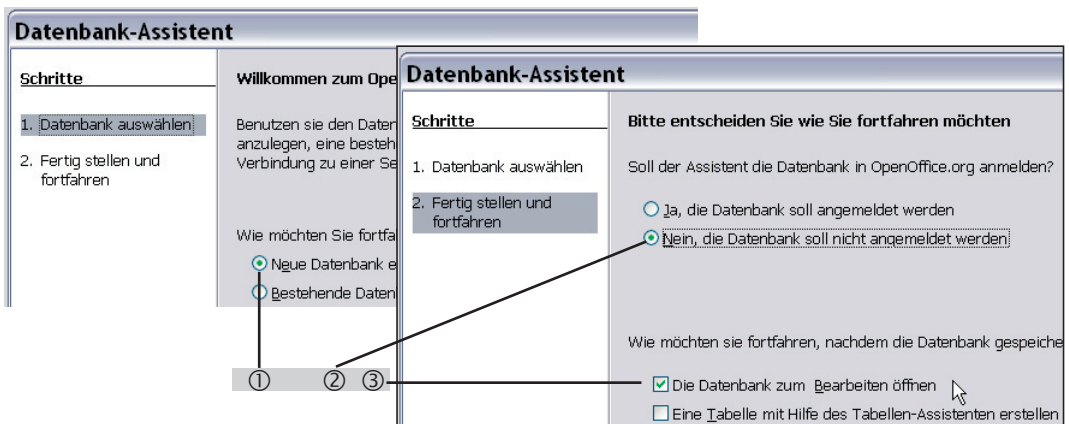 Datenbank-Assistent
Schritte
1. Datenbank auswählen
2. Fertig stellen und
fortfahren
Willkommen zum Ope
Benutzen sie den Daten
anzulegen, eine besteh
Verbindung zu einer Se
Wie möchten Sie fortfa
Neue Datenbank e
Bestehende Daten
① ② ③
Datenbank-Assistent
Schritte
1. Datenbank auswählen
2. Fertig stellen und
fortfahren
Bitte entscheiden Sie wie Sie fortfahren möchten
Soll der Assistent die Datenbank in OpenOffice.org anmelden?
Ja, die Datenbank soll angemeldet werden
Nein, die Datenbank soll nicht angemeldet werden
Wie möchten sie fortfahren, nachdem die Datenbank gespeiche
Die Datenbank zum Bearbeiten öffnen
Eine Tabelle mit Hilfe des Tabellen-Assistenten erstellen